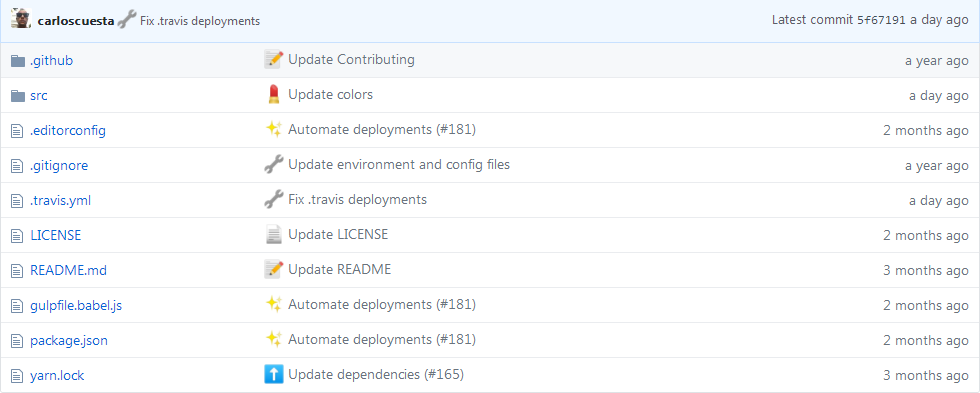 carloscuesta 🔧 Fix .travis deployments Latest commit 5f67191 a day ago
.github 📝 Update Contributing a year ago
src 💄 Update colors a day ago
.editorconfig ✨ Automate deployments (#181) 2 months ago
.gitignore 🔧 Update environment and config files a year ago
.travis.yml 🔧 Fix .travis deployments a day ago
LICENSE 📄 Update LICENSE 2 months ago
README.md 📝 Update README 3 months ago
gulpfile.babel.js ✨ Automate deployments (#181) 2 months ago
package.json ✨ Automate deployments (#181) 2 months ago
yarn.lock ⬆️ Update dependencies (#165) 3 months ago